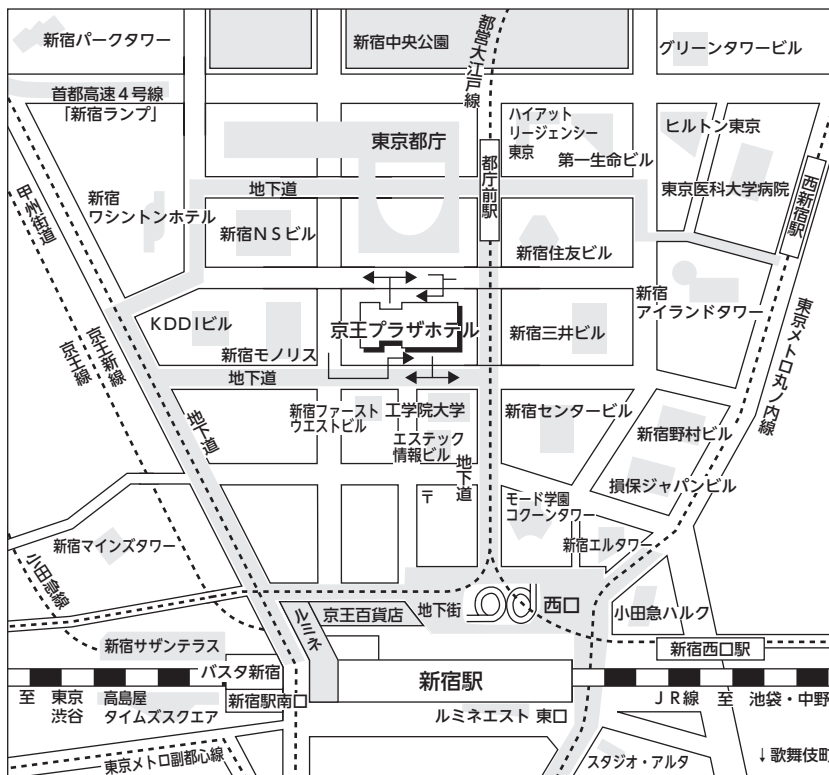 新宿パークタワー
新宿中央公園
都営大江戸線
グリーンタワービル
首都高速4号線
「新宿ランプ」
東京都庁
ハイアット
リージェンシー
東京
第一生命ビル
ヒルトン東京
都庁前駅
東京医科大学病院
西新宿駅
甲州街道
新宿
ワシントンホテル
地下道
新宿NSビル
新宿住友ビル
KDDIビル
新宿モノリス
京王プラザホテル
新宿三井ビル
新宿
アイランドタワー
東京メトロ丸ノ内線
京王新線
京王線
地下道
地下道
新宿ファースト
ウエストビル
工学院大学
エステック
情報ビル
地下道
新宿センタービル
新宿野村ビル
損保ジャパンビル
〒
モード学園
コクーンタワー
新宿エルタワー
新宿マインズタワー
小田急線
ルミネ
京王百貨店
地下街
西口
小田急ハルク
新宿西口駅
新宿サザンテラス
バスタ新宿
新宿駅
至 東京
渋谷
高島屋
タイムズスクエア
新宿駅南口
ルミネエスト 東口
JR線 至 池袋・中野
東京メトロ副都心線
スタジオ・アルタ
↓歌舞伎町